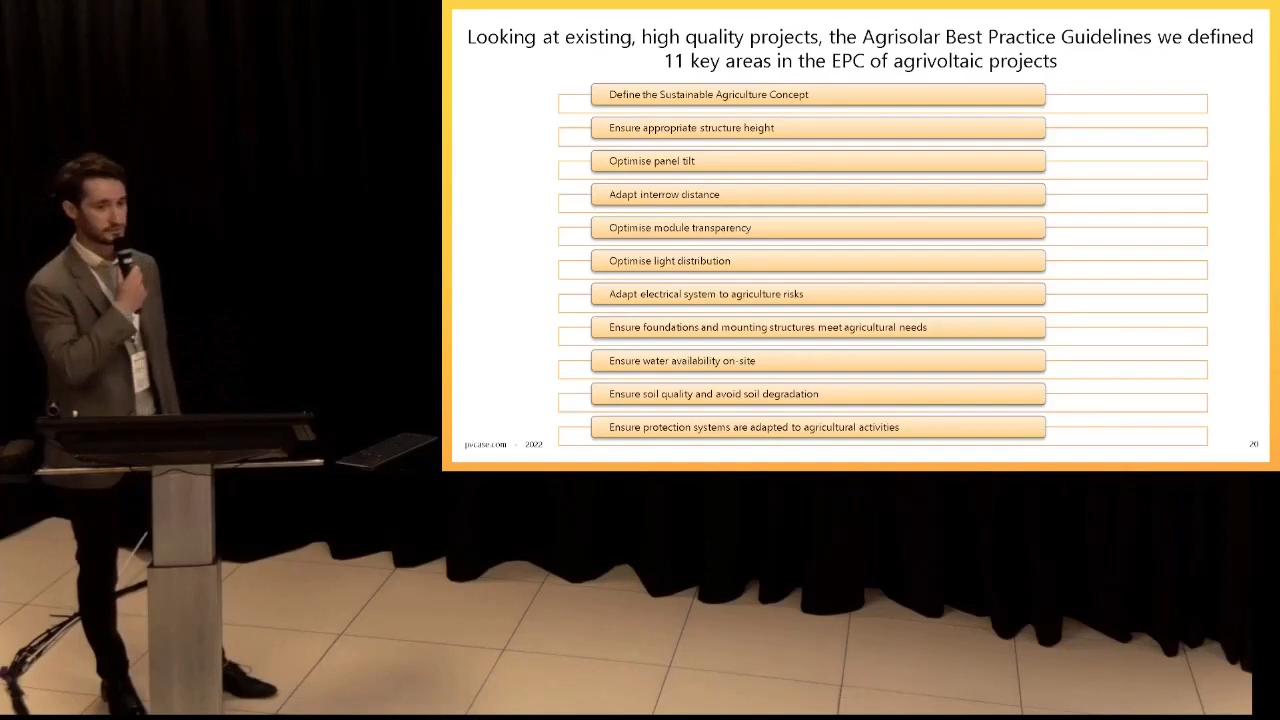 Looking at existing, high quality projects, the Agrisolar Best Practice Guidelines we defined
11 key areas in the EPC of agrivoltaic projects
Define the Sustainable Agriculture Concept
Ensure appropriate structure height
Optimise panel tilt
Adapt interrow distance
Optimise module transparency
Optimise light distribution
Adapt electrical system to agriculture risks
Ensure foundations and mounting structures meet agricultural needs
Ensure water availability on-site
Ensure soil quality and avoid soil degradation
Ensure protection systems are adapted to agricultural activities
pvcase.com - 2022
20